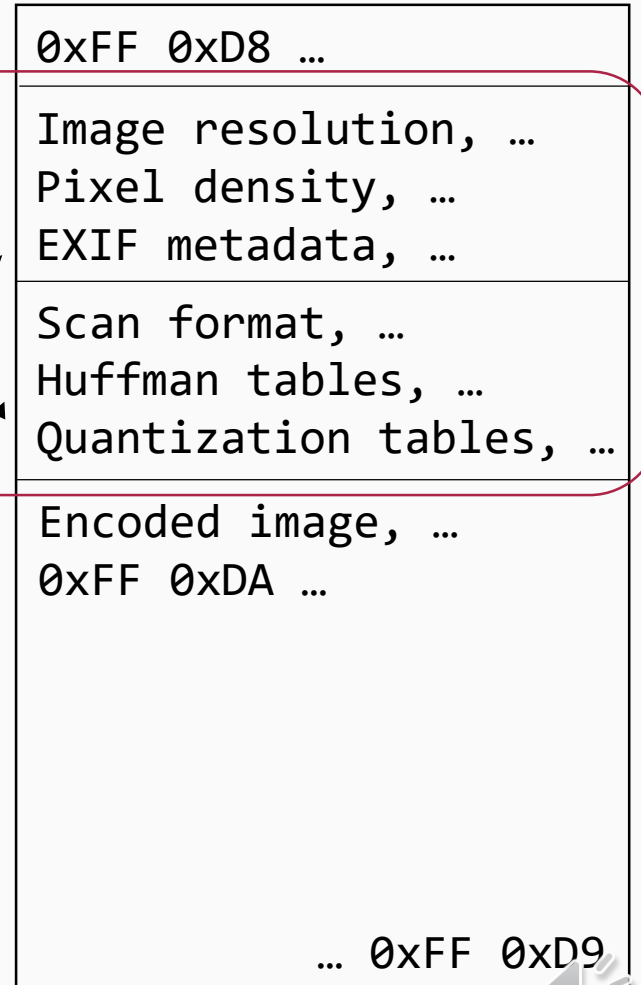 0xFF 0xD8 …
Image resolution, …
Pixel density, …
EXIF metadata, …
Scan format, …
Huffman tables, …
Quantization tables, …
Encoded image, …
0xFF 0xDA …
… 0xFF 0xD9